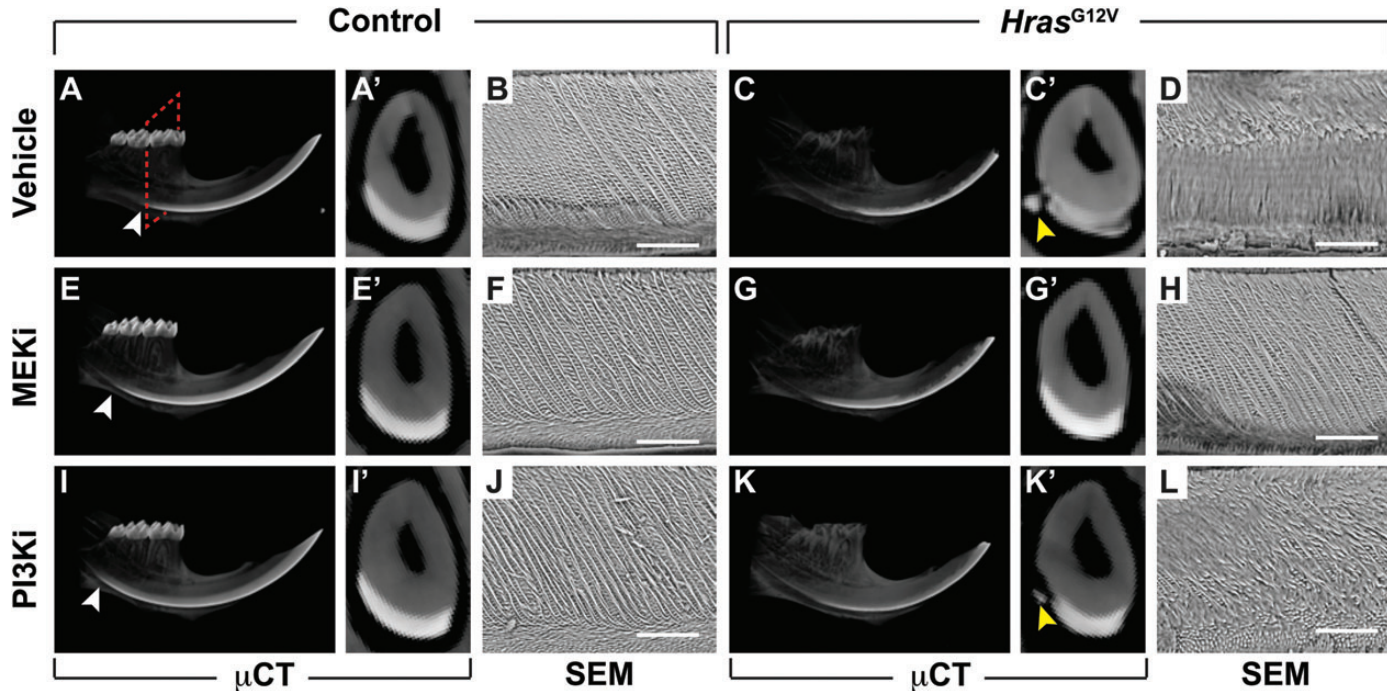 Control
Hras^G12V
Vehicle
A
A’
B
C
C’
D
MEKi
E
E’
F
G
G’
H
PI3Ki
I
I’
J
K
K’
L
μCT
SEM
μCT
SEM